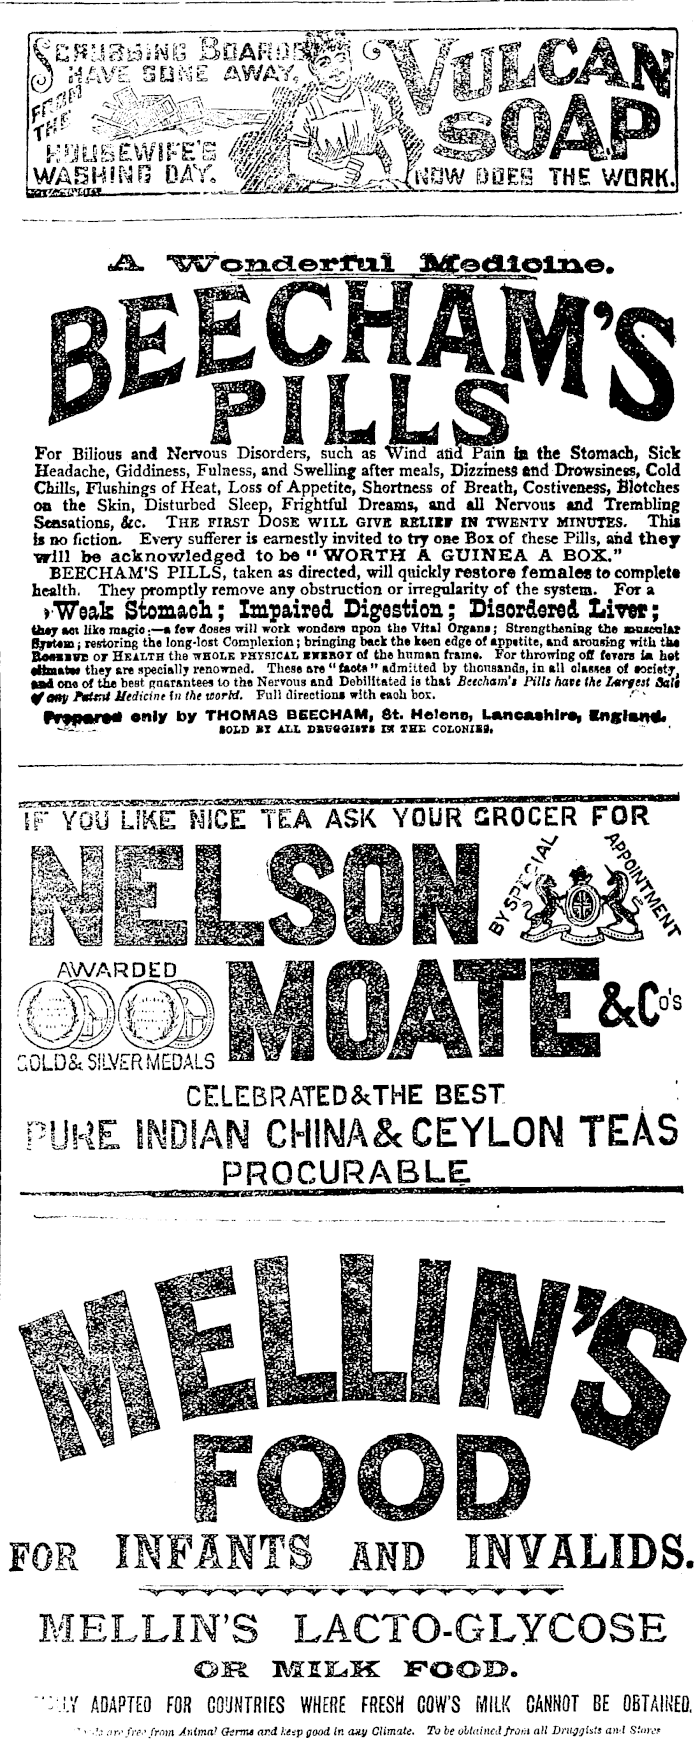 SCRUBBING BOARDS
HAVE GONE AWAY,
FROM
THE
HOUSEWIFE'S
WASHING DAY.
VULCAN
SOAP
NOW DOES THE WORK.
A Wonderful Medicine.
BEECHAM'S
PILLS
For Bilious and Nervous Disorders, such as Wind and Pain in the Stomach, Sick
Headache, Giddiness, Fulness, and Swelling after meals, Dizziness and Drowsiness, Cold
Chills, Flushings of Heat, Loss of Appetite, Shortness of Breath, Costiveness, Blotches
on the Skin, Disturbed Sleep, Frightful Dreams, and all Nervous and Trembling
Sensations, &c. THE FIRST DOSE WILL GIVE RELIEF IN TWENTY MINUTES. This
is no fiction. Every sufferer is earnestly invited to try one Box of these Pills, and they
will be acknowledged to be "WORTH A GUINEA A BOX."
BEECHAM'S PILLS, taken as directed, will quickly restore females to complete
health. They promptly remove any obstruction or irregularity of the system. For a
Weak Stomach; Impaired Digestion; Disordered Liver;
they act like magic:—a few doses will work wonders upon the Vital Organs; Strengthening the muscular
System; restoring the long-lost Complexion; bringing back the keen edge of appetite, and arousing with the
ROSEBUD OF HEALTH the WHOLE PHYSICAL ENERGY of the human frame. For throwing off fevers in hot
climates they are specially renowned. These are "facts" admitted by thousands, in all classes of society,
and one of the best guarantees to the Nervous and Debilitated is that Beecham's Pills have the Largest Sale
of any Patent Medicine in the world. Full directions with each box.
Prepared only by THOMAS BEECHAM, St. Helens, Lancashire, England.
SOLD BY ALL DRUGGISTS IN THE COLONIES.
IF YOU LIKE NICE TEA ASK YOUR GROCER FOR
NELSON
BY SPECIAL APPOINTMENT
AWARDED
GOLD & SILVER MEDALS
MOATE & Co's
CELEBRATED & THE BEST
PURE INDIAN CHINA & CEYLON TEAS
PROCURABLE
MELLIN'S
FOOD
FOR INFANTS AND INVALIDS.
MELLIN'S LACTO-GLYCOSE
OR MILK FOOD.
ADAPTED FOR COUNTRIES WHERE FRESH COW'S MILK CANNOT BE OBTAINED.
are free from Animal Germs and keep good in any Climate. To be obtained from all Druggists and Stores